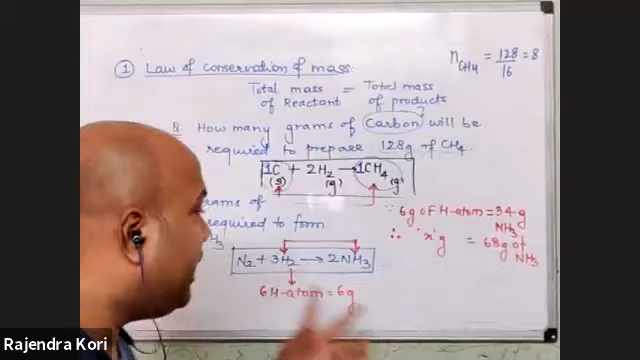 ① Law of conservation of mass.
Total mass of Reactant = Total mass of products
nCH4 = 128/16 = 8
Q How many grams of Carbon will be
required to prepare 128g of CH4.
1C(s) + 2H2(g) → 1CH4(g)
grams of
required to form
N2 + 3H2 → 2NH3
6H-atom = 6g
∵ 6g of H-atom = 34g NH3
∴ 'x' g = 68g of NH3
Rajendra Kori